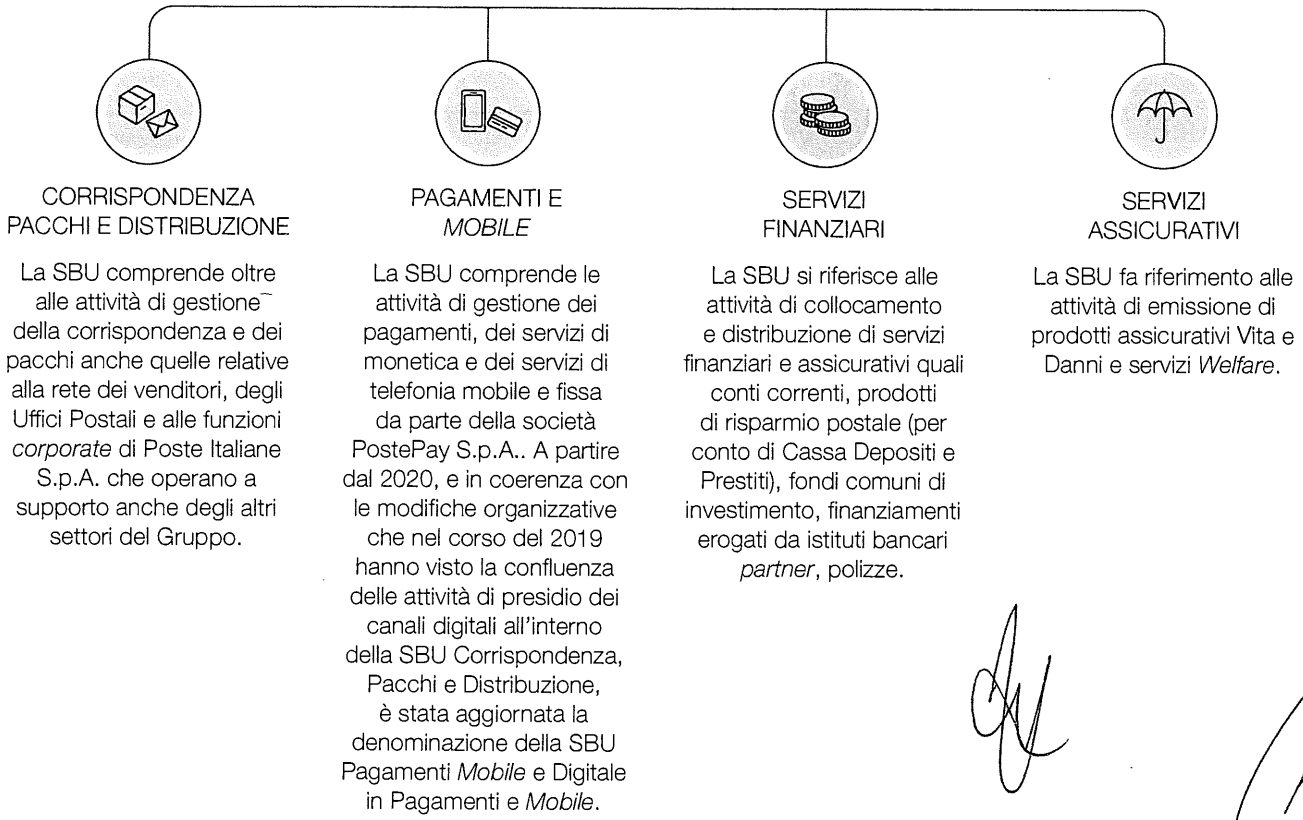 CORRISPONDENZA
PACCHI E DISTRIBUZIONE
La SBU comprende oltre
alle attività di gestione
della corrispondenza e dei
pacchi anche quelle relative
alla rete dei venditori, degli
Uffici Postali e alle funzioni
corporate di Poste Italiane
S.p.A. che operano a
supporto anche degli altri
settori del Gruppo.
PAGAMENTI E
MOBILE
La SBU comprende le
attività di gestione dei
pagamenti, dei servizi di
monetica e dei servizi di
telefonia mobile e fissa
da parte della società
PostePay S.p.A.. A partire
dal 2020, e in coerenza con
le modifiche organizzative
che nel corso del 2019
hanno visto la confluenza
delle attività di presidio dei
canali digitali all'interno
della SBU Corrispondenza,
Pacchi e Distribuzione,
è stata aggiornata la
denominazione della SBU
Pagamenti Mobile e Digitale
in Pagamenti e Mobile.
SERVIZI
FINANZIARI
La SBU si riferisce alle
attività di collocamento
e distribuzione di servizi
finanziari e assicurativi quali
conti correnti, prodotti
di risparmio postale (per
conto di Cassa Depositi e
Prestiti), fondi comuni di
investimento, finanziamenti
erogati da istituti bancari
partner, polizze.
SERVIZI
ASSICURATIVI
La SBU fa riferimento alle
attività di emissione di
prodotti assicurativi Vita e
Danni e servizi Welfare.